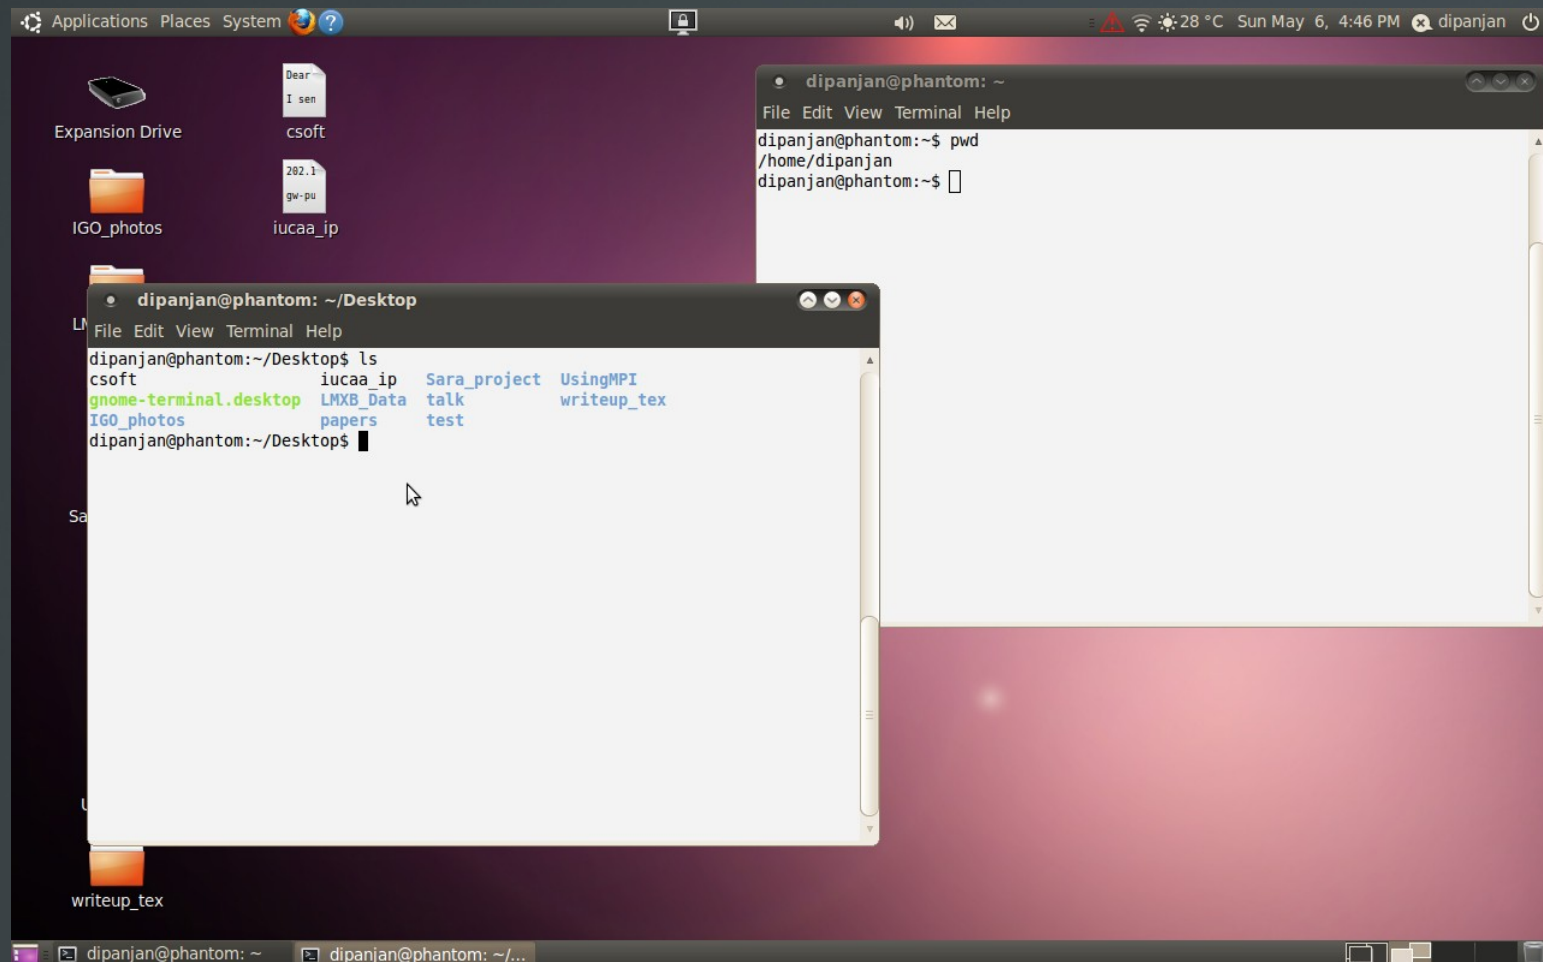 Applications Places System
28 °C Sun May 6, 4:46 PM dipanjan
Expansion Drive
Dear
I sen
csoft
IGO_photos
202.1
gw-pu
iucaa_ip
dipanjan@phantom: ~
File Edit View Terminal Help
dipanjan@phantom:~$ pwd
/home/dipanjan
dipanjan@phantom:~$
dipanjan@phantom: ~/Desktop
File Edit View Terminal Help
dipanjan@phantom:~/Desktop$ ls
csoft iucaa_ip Sara_project UsingMPI
gnome-terminal.desktop LMXB_Data talk writeup_tex
IGO_photos papers test
dipanjan@phantom:~/Desktop$
LM
Sa
U
writeup_tex
dipanjan@phantom: ~
dipanjan@phantom: ~/...